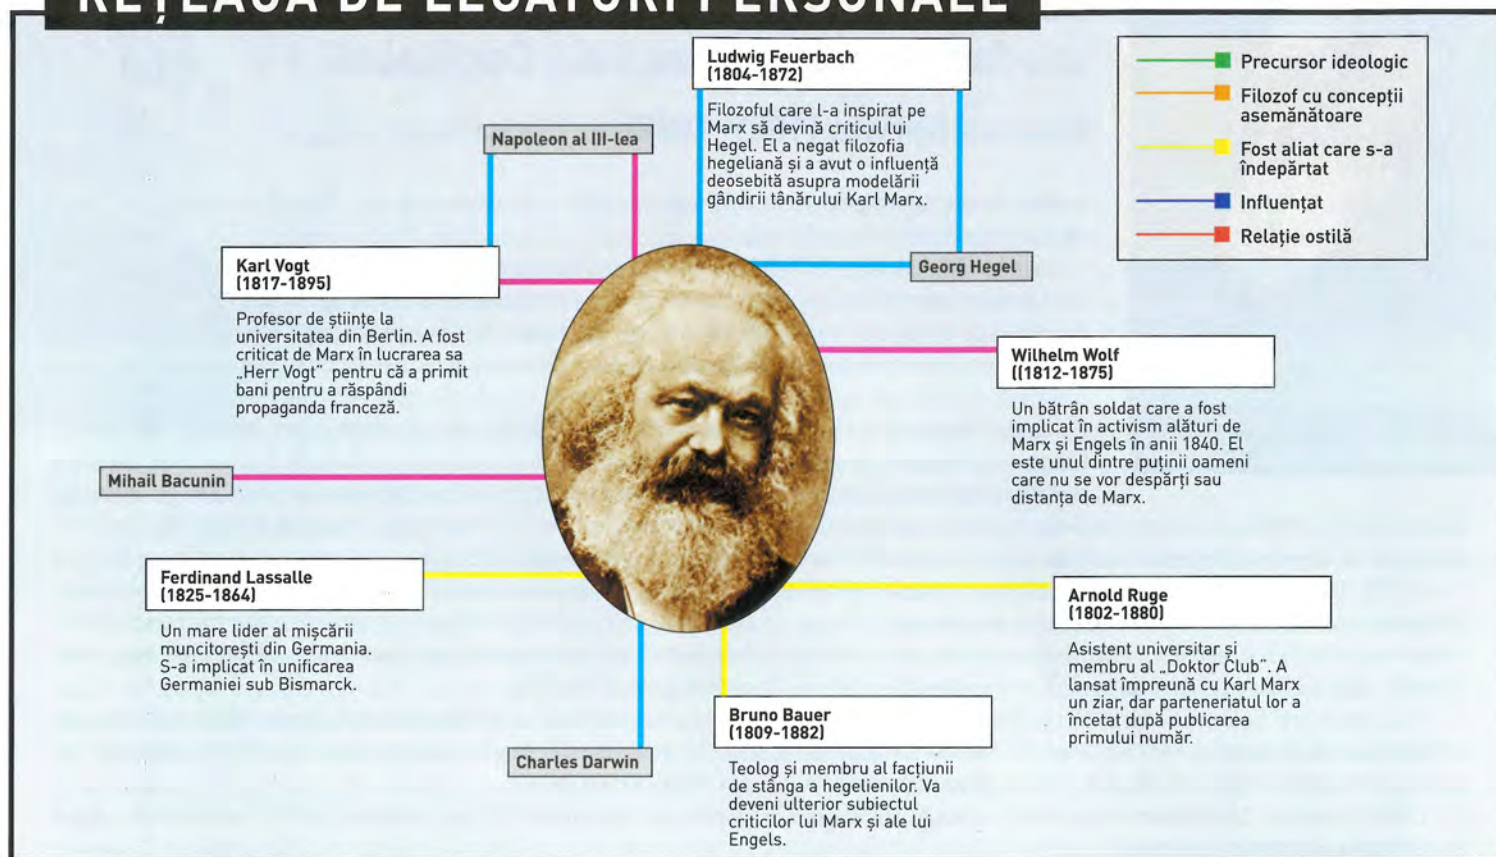 REȚEAUA DE LEGĂTURI PERSONALE
Ludwig Feuerbach
(1804-1872)
Filozoful care l-a inspirat pe
Marx să devină criticul lui
Hegel. El a negat filozofia
hegeliană și a avut o influență
deosebită asupra modelării
gândirii tânărului Karl Marx.
Precursor ideologic
Filozof cu concepții
asemănătoare
Fost aliat care s-a
îndepărtat
Influențat
Relație ostilă
Napoleon al III-lea
Georg Hegel
Karl Vogt
(1817-1895)
Profesor de științe la
universitatea din Berlin. A fost
criticat de Marx în lucrarea sa
„Herr Vogt” pentru că a primit
bani pentru a răspândi
propaganda franceză.
Wilhelm Wolf
((1812-1875)
Un bătrân soldat care a fost
implicat în activism alături de
Marx și Engels în anii 1840. El
este unul dintre puținii oameni
care nu se vor despărți sau
distanța de Marx.
Mihail Bacunin
Ferdinand Lassalle
(1825-1864)
Un mare lider al mișcării
muncitorești din Germania.
S-a implicat în unificarea
Germaniei sub Bismarck.
Arnold Ruge
(1802-1880)
Asistent universitar și
membru al „Doktor Club”. A
lansat împreună cu Karl Marx
un ziar, dar parteneriatul lor a
încetat după publicarea
primului număr.
Charles Darwin
Bruno Bauer
(1809-1882)
Teolog și membru al facțiunii
de stânga a hegelienilor. Va
deveni ulterior subiectul
criticilor lui Marx și ale lui
Engels.